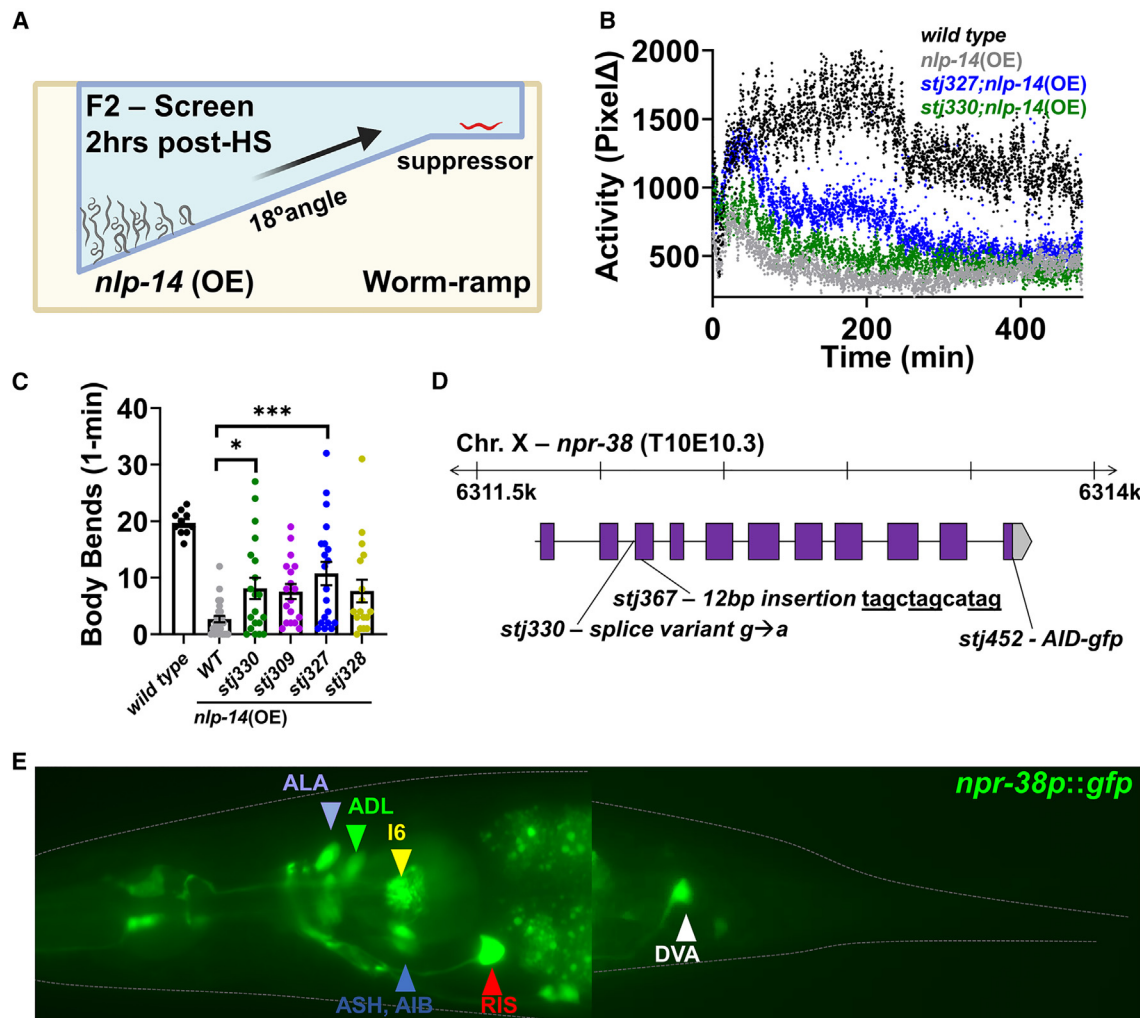 A
F2 – Screen
2hrs post-HS
suppressor
18º angle
nlp-14 (OE)
Worm-ramp
B
wild type
nlp-14(OE)
stj327;nlp-14(OE)
stj330;nlp-14(OE)
Activity (PixelΔ)
2000
1500
1000
500
0
200
400
Time (min)
C
Body Bends (1-min)
40
30
20
10
0
*
***
wild type
WT
stj330
stj309
stj327
stj328
nlp-14(OE)
D
Chr. X – npr-38 (T10E10.3)
6311.5k
6314k
stj367 – 12bp insertion tagctagcatag
stj330 – splice variant g→a
stj452 - AID-gfp
E
npr-38p::gfp
ALA
ADL
I6
ASH, AIB
RIS
DVA